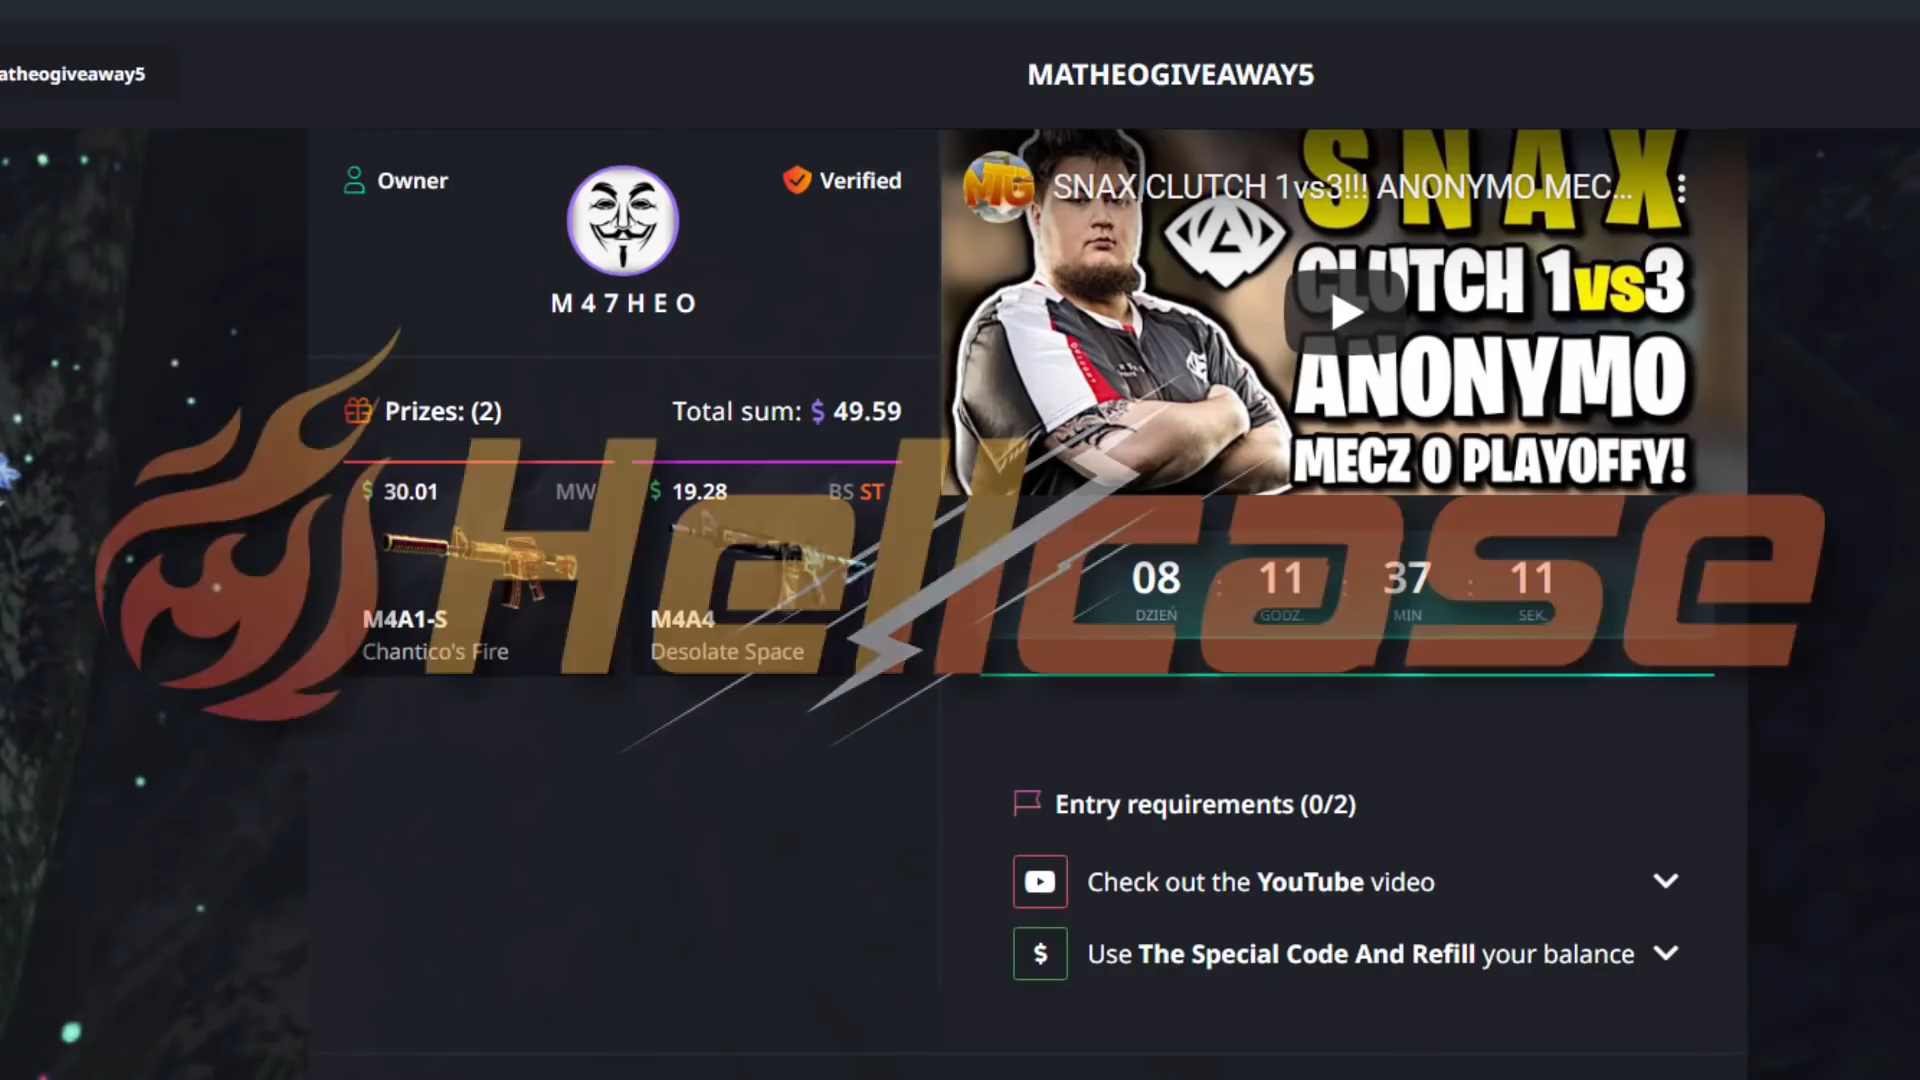 atheogiveaway5
MATHEOGIVEAWAY5
Owner
Verified
M47HEO
Prizes: (2)
Total sum: $ 49.59
$ 30.01
MW
M4A1-S
Chantico's Fire
$ 19.28
BS ST
M4A4
Desolate Space
MTG
SNAX CLUTCH 1vs3!!! ANONYMO MEC...
SNAX
CLUTCH 1vs3
ANONYMO
MECZ O PLAYOFFY!
Hellcase
08 : 11 : 37 : 11
DZIEŃ GODZ. MIN SEK.
Entry requirements (0/2)
Check out the YouTube video
$ Use The Special Code And Refill your balance